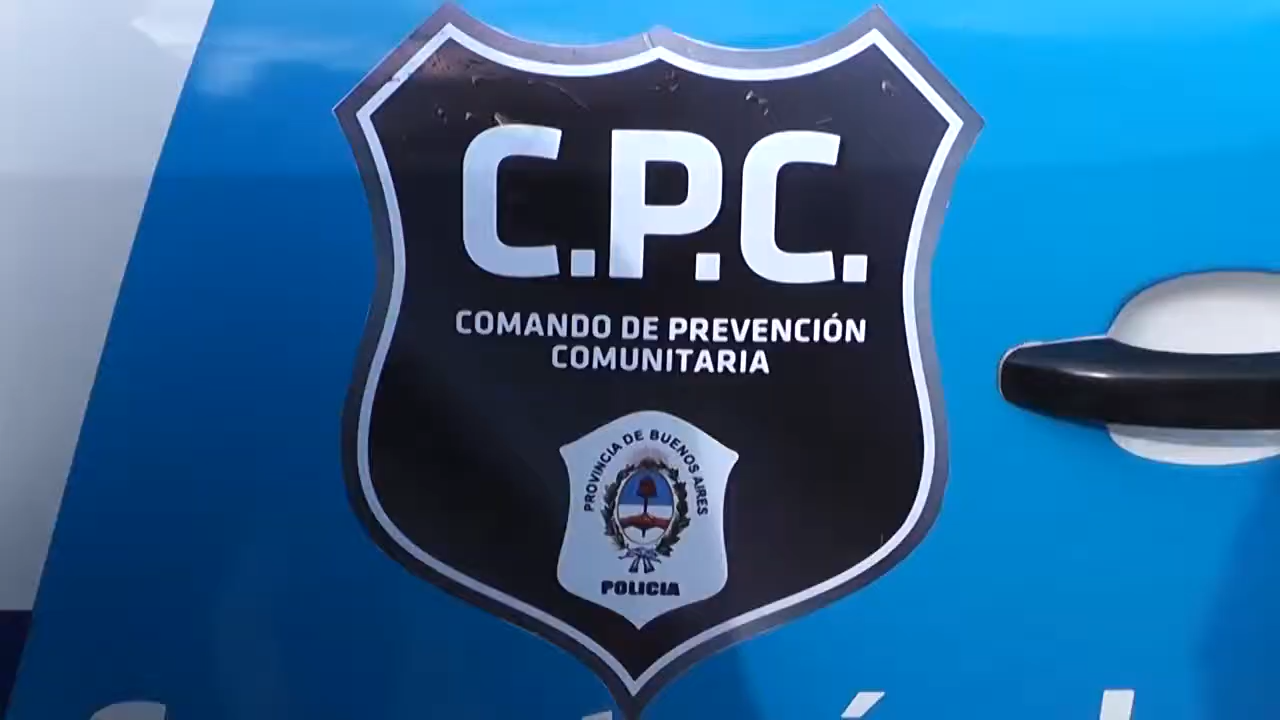 C.P.C.
COMANDO DE PREVENCIÓN
COMUNITARIA
PROVINCIA DE BUENOS AIRES
POLICIA